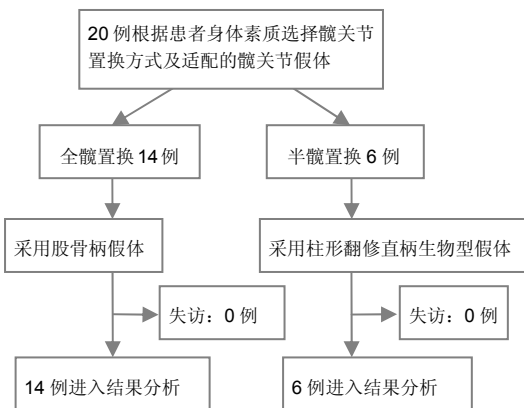 20 例根据患者身体素质选择髋关节
置换方式及适配的髋关节假体
全髋置换 14 例
半髋置换 6 例
采用股骨柄假体
采用柱形翻修直柄生物型假体
失访：0 例
失访：0 例
14 例进入结果分析
6 例进入结果分析